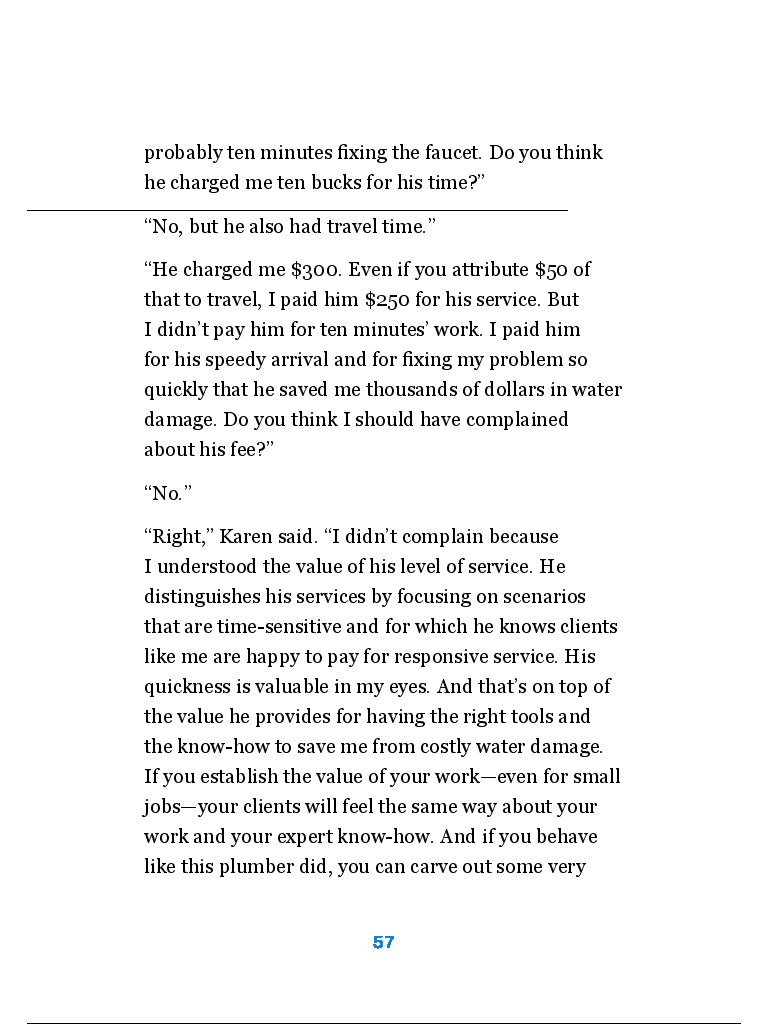 probably ten minutes fixing the faucet. Do you think
he charged me ten bucks for his time?”
“No, but he also had travel time.”
“He charged me $300. Even if you attribute $50 of
that to travel, I paid him $250 for his service. But
I didn’t pay him for ten minutes’ work. I paid him
for his speedy arrival and for fixing my problem so
quickly that he saved me thousands of dollars in water
damage. Do you think I should have complained
about his fee?”
“No.”
“Right,” Karen said. “I didn’t complain because
I understood the value of his level of service. He
distinguishes his services by focusing on scenarios
that are time-sensitive and for which he knows clients
like me are happy to pay for responsive service. His
quickness is valuable in my eyes. And that’s on top of
the value he provides for having the right tools and
the know-how to save me from costly water damage.
If you establish the value of your work—even for small
jobs—your clients will feel the same way about your
work and your expert know-how. And if you behave
like this plumber did, you can carve out some very
57